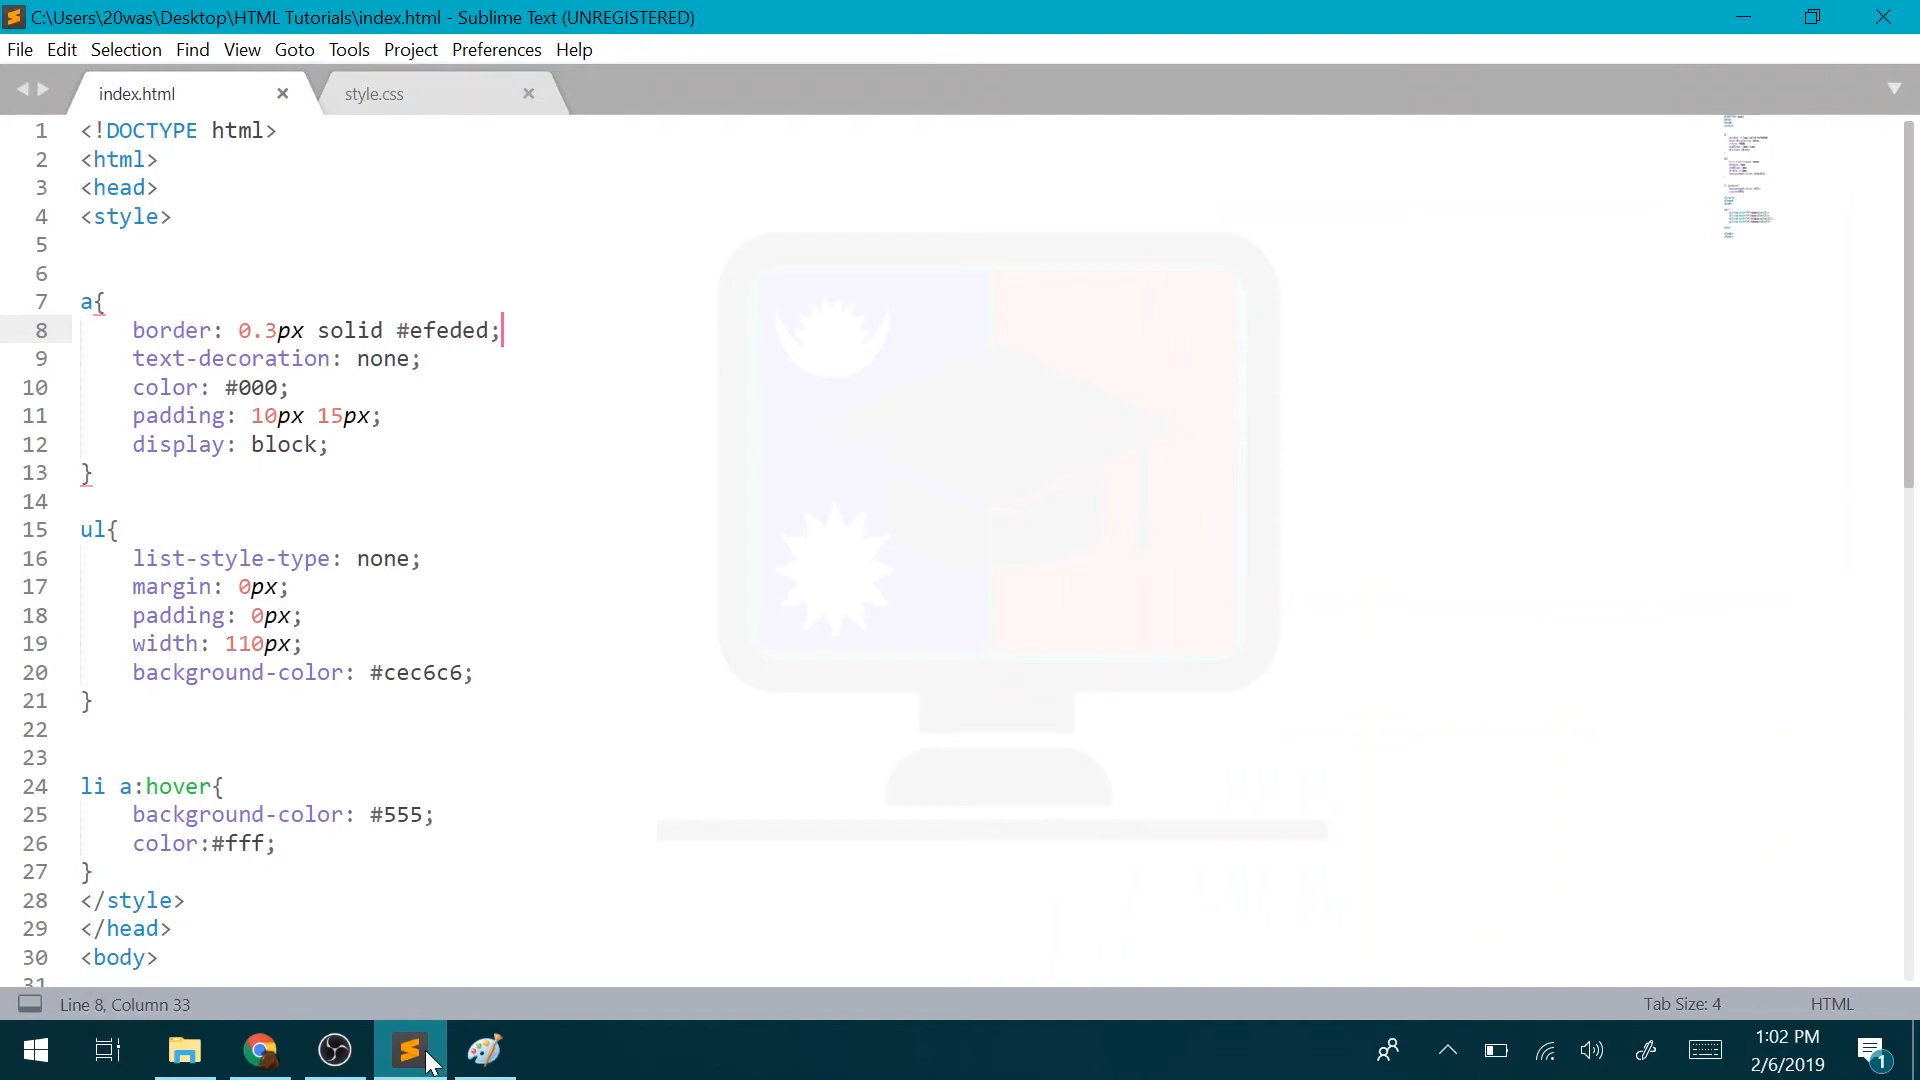 C:\Users\20was\Desktop\HTML Tutorials\index.html - Sublime Text (UNREGISTERED)
File Edit Selection Find View Goto Tools Project Preferences Help
index.html style.css
1 <!DOCTYPE html>
2 <html>
3 <head>
4 <style>
5
6
7 a{
8 border: 0.3px solid #efeded;
9 text-decoration: none;
10 color: #000;
11 padding: 10px 15px;
12 display: block;
13 }
14
15 ul{
16 list-style-type: none;
17 margin: 0px;
18 padding: 0px;
19 width: 110px;
20 background-color: #cec6c6;
21 }
22
23
24 li a:hover{
25 background-color: #555;
26 color:#fff;
27 }
28 </style>
29 </head>
30 <body>
31
Line 8, Column 33 Tab Size: 4 HTML
1:02 PM
2/6/2019
1